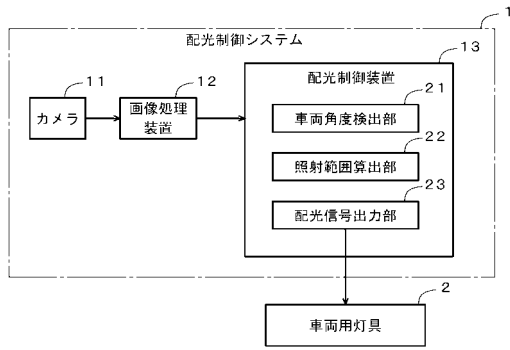 1
配光制御システム
13
配光制御装置
11
カメラ
12
画像処理
装置
21
車両角度検出部
22
照射範囲算出部
23
配光信号出力部
2
車両用灯具